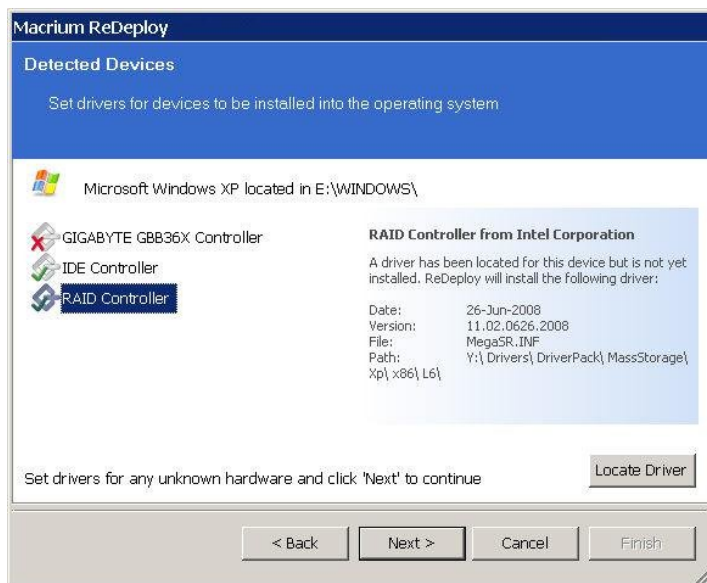 Macrium ReDeploy
Detected Devices
Set drivers for devices to be installed into the operating system
Microsoft Windows XP located in E:\WINDOWS\
GIGABYTE GBB36X Controller
IDE Controller
RAID Controller
RAID Controller from Intel Corporation
A driver has been located for this device but is not yet
installed. ReDeploy will install the following driver:
Date: 26-Jun-2008
Version: 11.02.0626.2008
File: MegaSR.INF
Path: Y:\ Drivers\ DriverPack\ MassStorage\
Xp\ x86\ L6\
Set drivers for any unknown hardware and click 'Next' to continue
Locate Driver
< Back
Next >
Cancel
Finish